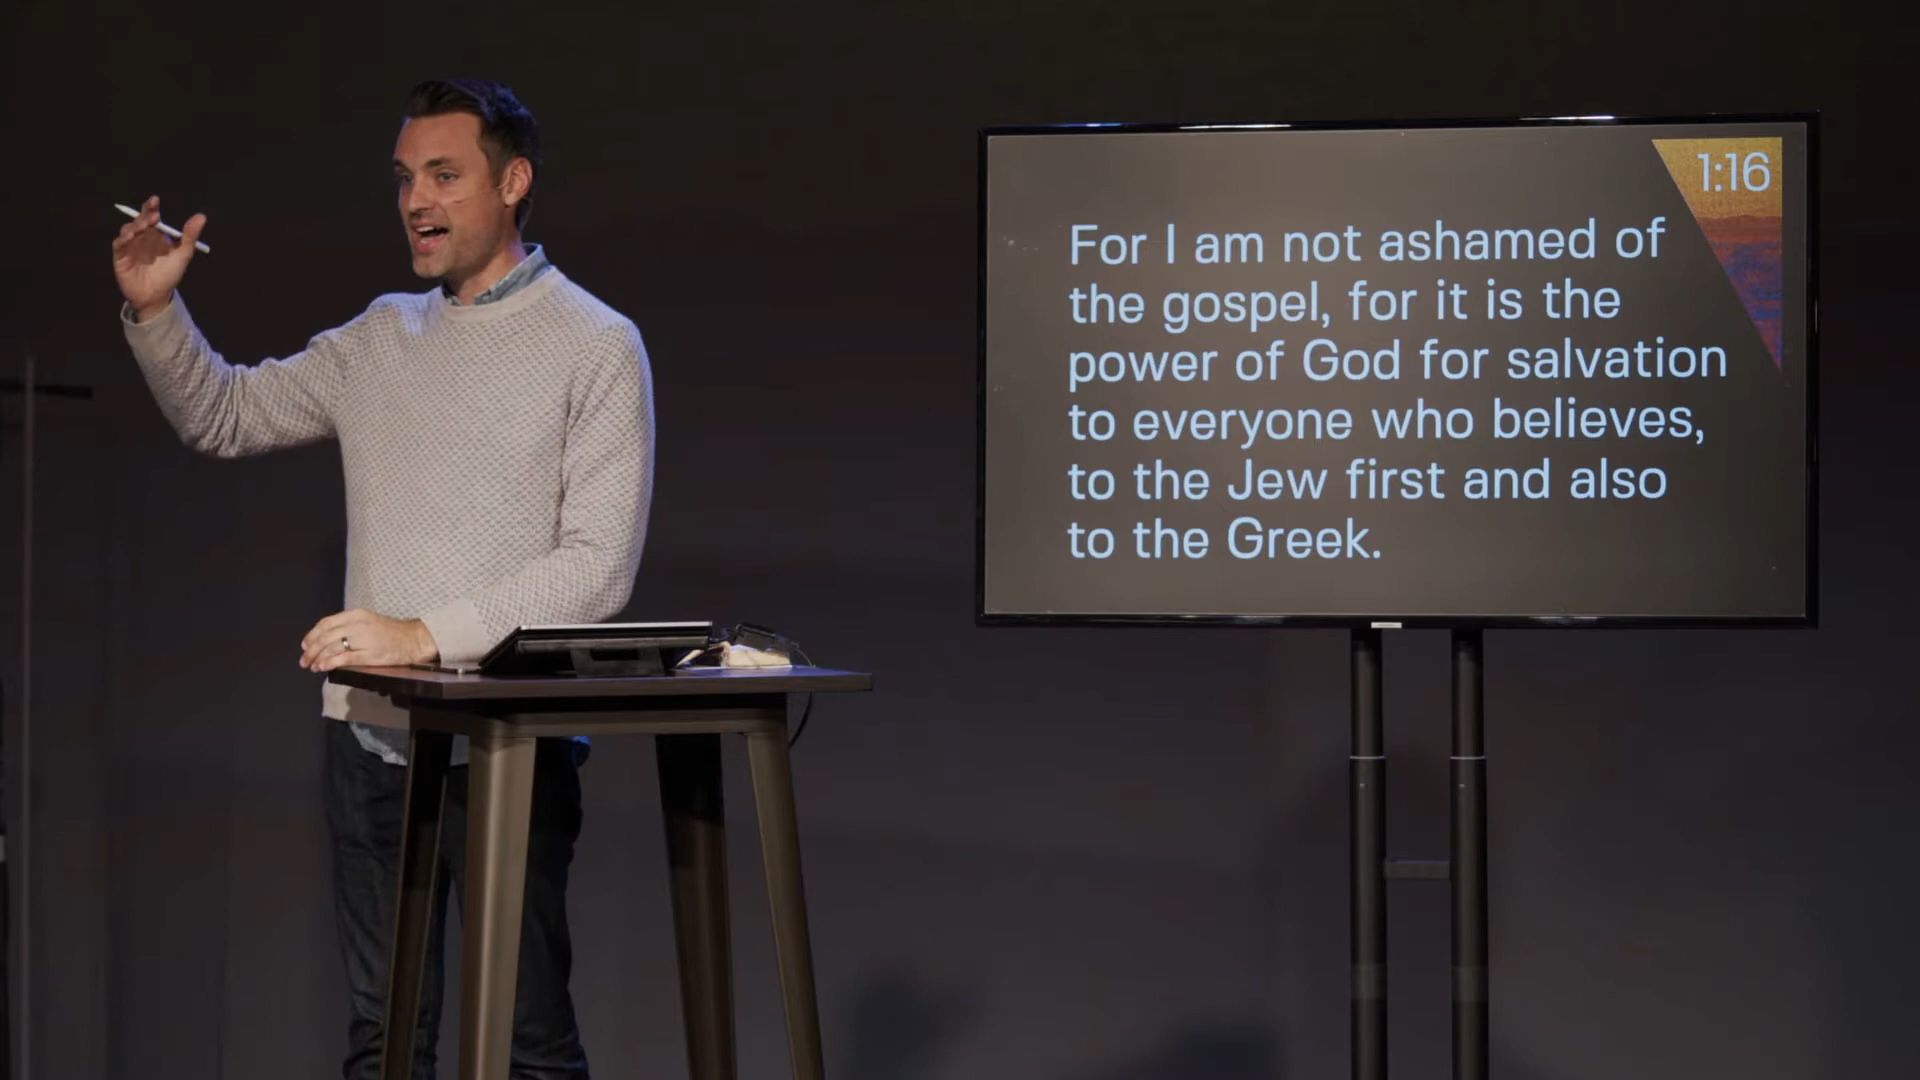 1:16
For I am not ashamed of
the gospel, for it is the
power of God for salvation
to everyone who believes,
to the Jew first and also
to the Greek.